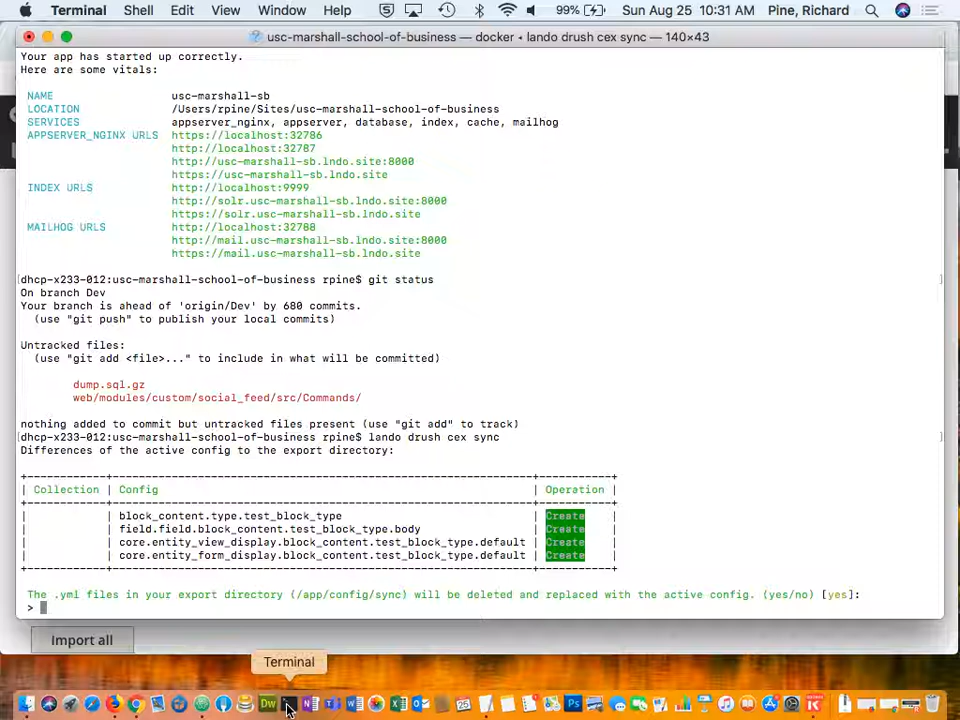 Terminal Shell Edit View Window Help 99% Sun Aug 25 10:31 AM Pine, Richard
usc-marshall-school-of-business — docker ‹ lando drush cex sync — 140×43
Your app has started up correctly.
Here are some vitals:
NAME usc-marshall-sb
LOCATION /Users/rpine/Sites/usc-marshall-school-of-business
SERVICES appserver_nginx, appserver, database, index, cache, mailhog
APPSERVER_NGINX URLS https://localhost:32786
http://localhost:32787
http://usc-marshall-sb.lndo.site:8000
https://usc-marshall-sb.lndo.site
INDEX URLS http://localhost:9999
http://solr.usc-marshall-sb.lndo.site:8000
https://solr.usc-marshall-sb.lndo.site
MAILHOG URLS http://localhost:32788
http://mail.usc-marshall-sb.lndo.site:8000
https://mail.usc-marshall-sb.lndo.site
[dhcp-x233-012:usc-marshall-school-of-business rpine$ git status ]
On branch Dev
Your branch is ahead of 'origin/Dev' by 680 commits.
(use "git push" to publish your local commits)
Untracked files:
(use "git add <file>..." to include in what will be committed)
dump.sql.gz
web/modules/custom/social_feed/src/Commands/
nothing added to commit but untracked files present (use "git add" to track)
[dhcp-x233-012:usc-marshall-school-of-business rpine$ lando drush cex sync ]
Differences of the active config to the export directory:
+------------+---------------------------------------------------------------+-----------+
| Collection | Config | Operation |
+------------+---------------------------------------------------------------+-----------+
| | block_content.type.test_block_type | Create |
| | field.field.block_content.test_block_type.body | Create |
| | core.entity_view_display.block_content.test_block_type.default | Create |
| | core.entity_form_display.block_content.test_block_type.default | Create |
+------------+---------------------------------------------------------------+-----------+
The .yml files in your export directory (/app/config/sync) will be deleted and replaced with the active config. (yes/no) [yes]:
>
Import all
Terminal